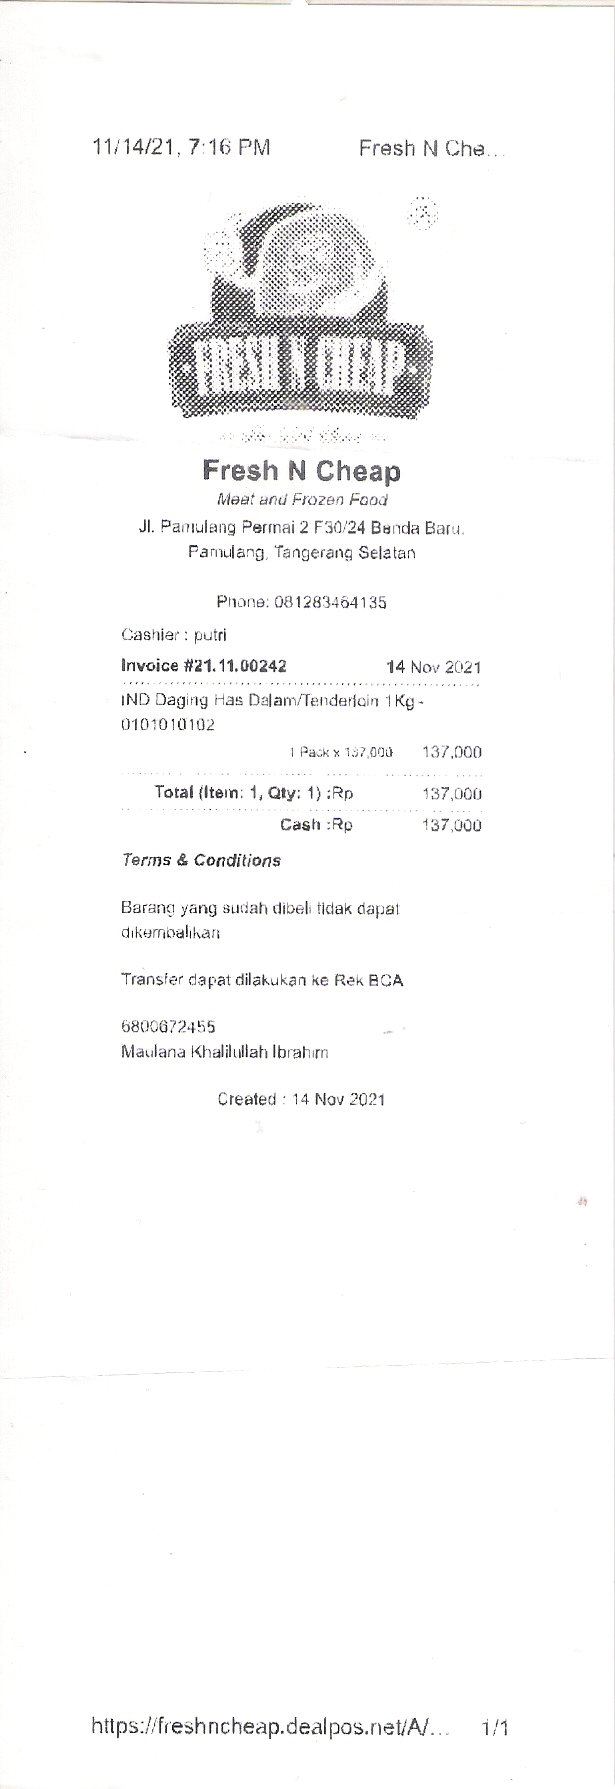 11/14/21, 7:16 PM Fresh N Che...
FRESH N CHEAP
Fresh N Cheap
Meat and Frozen Food
Jl. Pamulang Permai 2 F30/24 Benda Baru,
Pamulang, Tangerang Selatan
Phone: 081283464135
Cashier : putri
Invoice #21.11.00242 14 Nov 2021
IND Daging Has Dalam/Tenderloin 1Kg -
0101010102
1 Pack x 137,000 137,000
Total (Item: 1, Qty: 1) :Rp 137,000
Cash :Rp 137,000
Terms & Conditions
Barang yang sudah dibeli tidak dapat
dikembalikan
Transfer dapat dilakukan ke Rek BCA
6800672455
Maulana Khalilullah Ibrahim
Created : 14 Nov 2021
https://freshncheap.dealpos.net/A/... 1/1